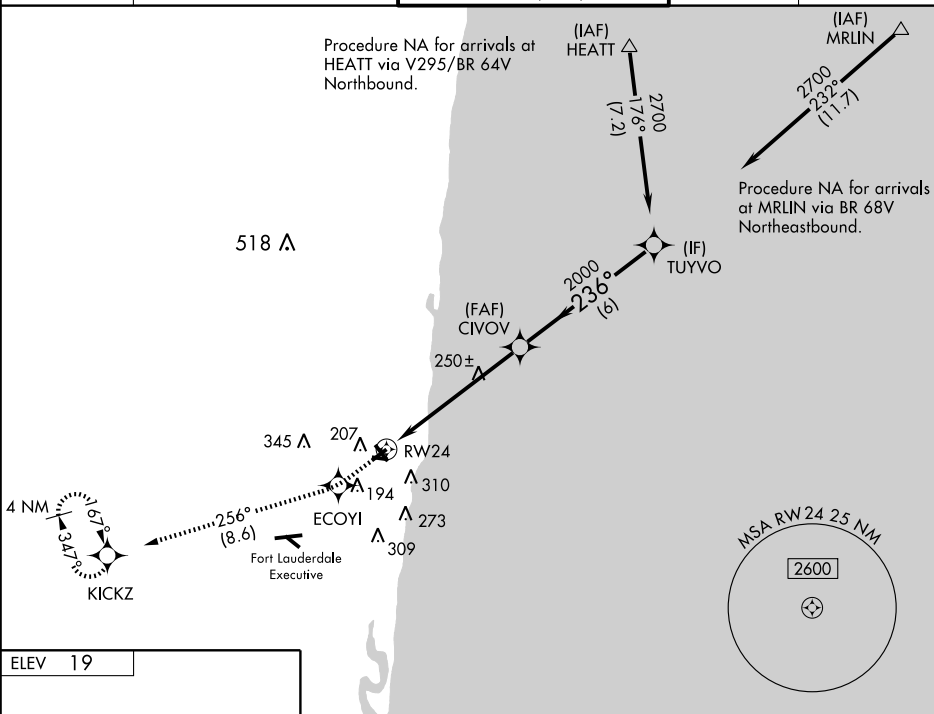 Procedure NA for arrivals at
HEATT via V295/BR 64V
Northbound.
(IAF)
HEATT
(IAF)
MRLIN
2700
176°
(7.2)
2700
232°
(11.7)
Procedure NA for arrivals
at MRLIN via BR 68V
Northeastbound.
518
(IF)
TUYVO
2000
236°
(6)
(FAF)
CIVOV
250±
345
207
RW24
194
310
ECOYI
273
309
4 NM
167°
347°
256°
(8.6)
Fort Lauderdale
Executive
KICKZ
MSA RW 24 25 NM
2600
ELEV 19